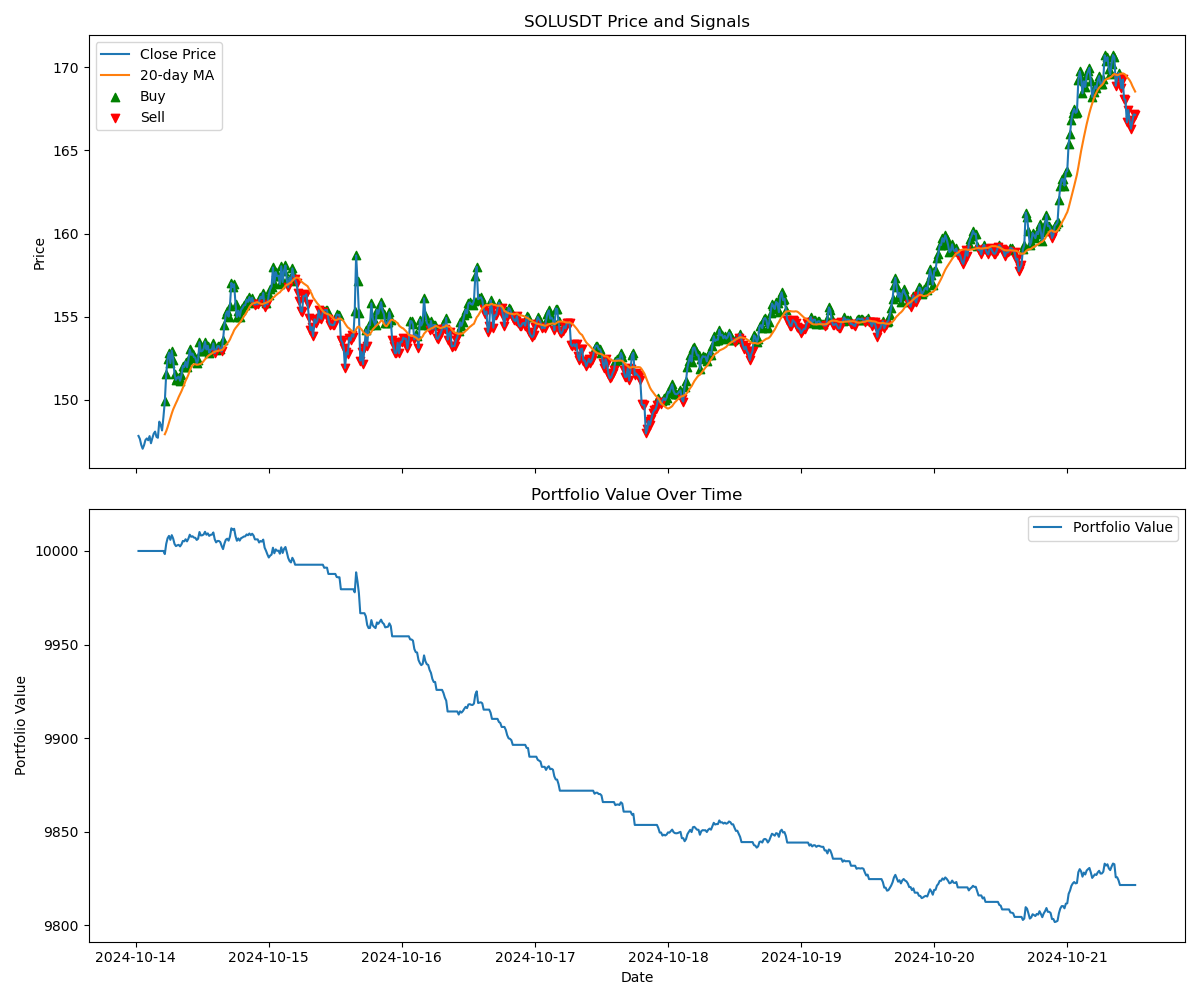 SOLUSDT Price and Signals
Close Price
20-day MA
Buy
Sell
Price
170
165
160
155
150
Portfolio Value Over Time
Portfolio Value
Portfolio Value
10000
9950
9900
9850
9800
2024-10-14 2024-10-15 2024-10-16 2024-10-17 2024-10-18 2024-10-19 2024-10-20 2024-10-21
Date